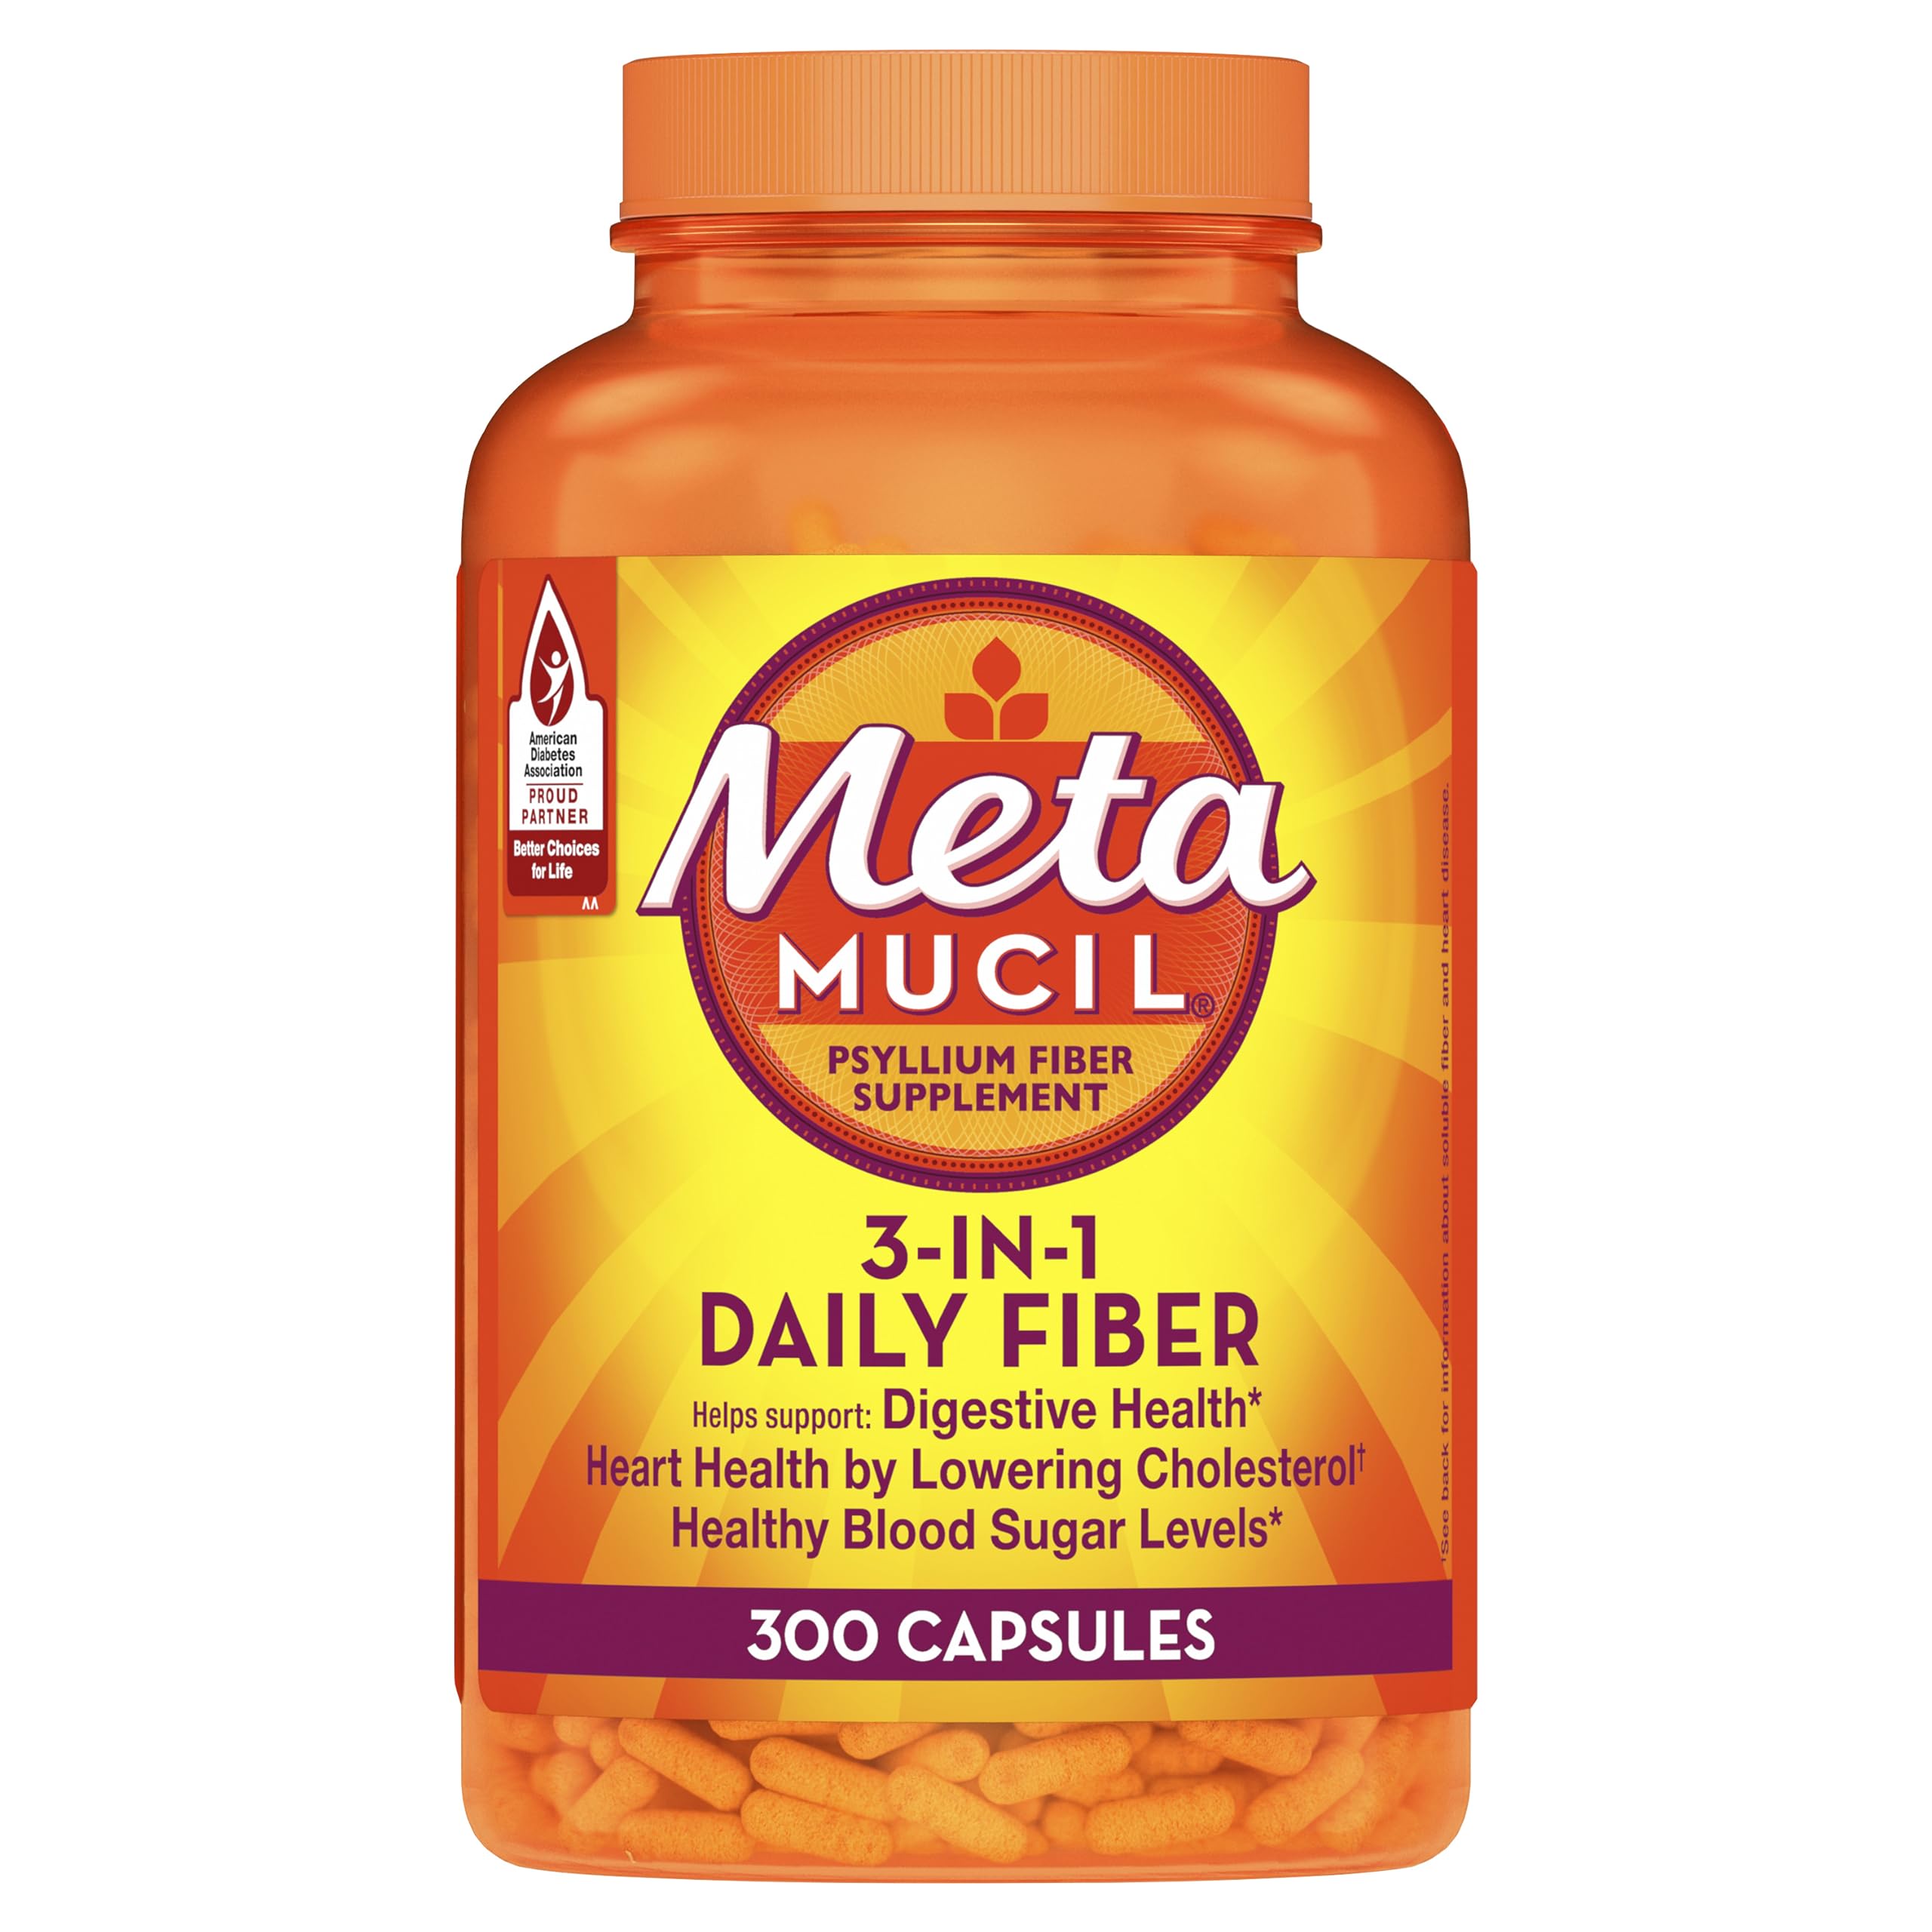 American
Diabetes
Association
PROUD
PARTNER
Better Choices
for Life
ΛΛ
Meta
MUCIL®
PSYLLIUM FIBER
SUPPLEMENT
3-IN-1
DAILY FIBER
Helps support: Digestive Health*
Heart Health by Lowering Cholesterol†
Healthy Blood Sugar Levels*
300 CAPSULES
†See back for information about soluble fiber and heart disease.